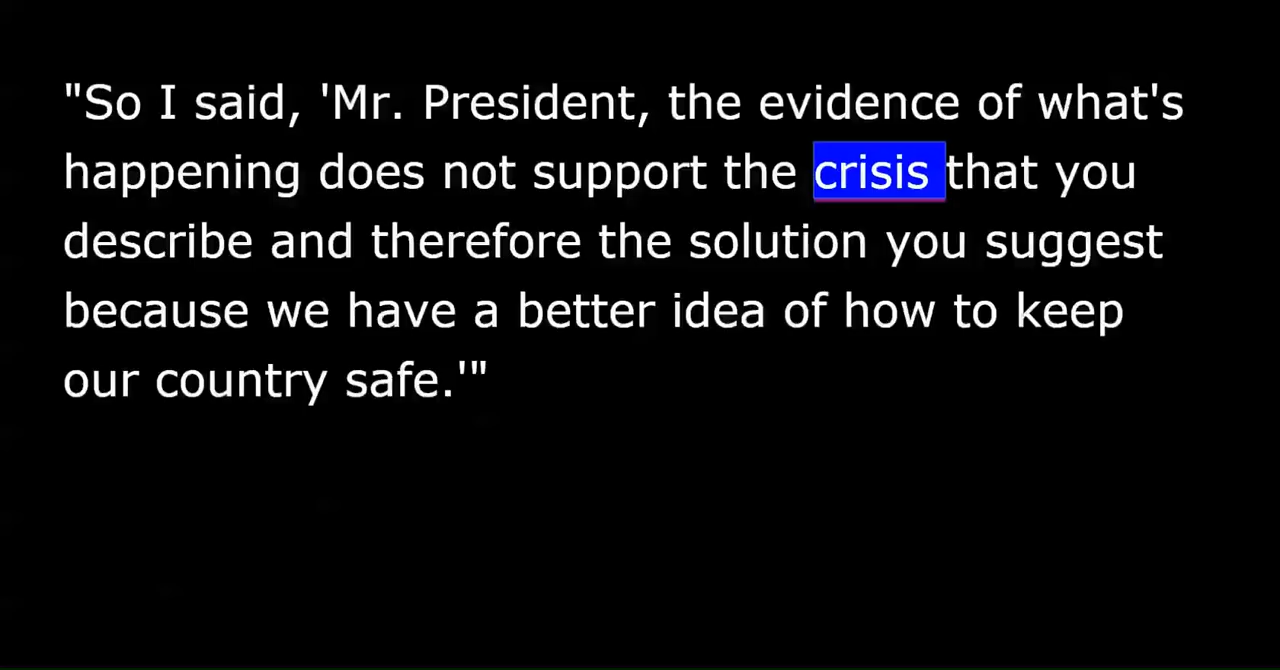 "So I said, 'Mr. President, the evidence of what's
happening does not support the crisis that you
describe and therefore the solution you suggest
because we have a better idea of how to keep
our country safe.'"